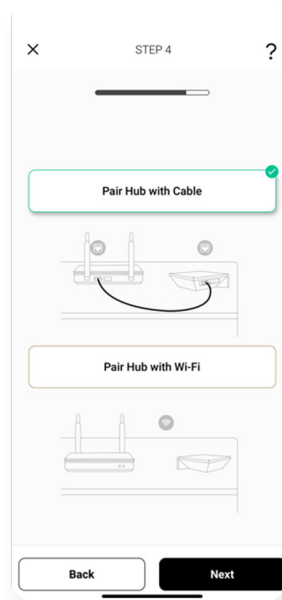 STEP 4
?
Pair Hub with Cable
Pair Hub with Wi-Fi
Back
Next